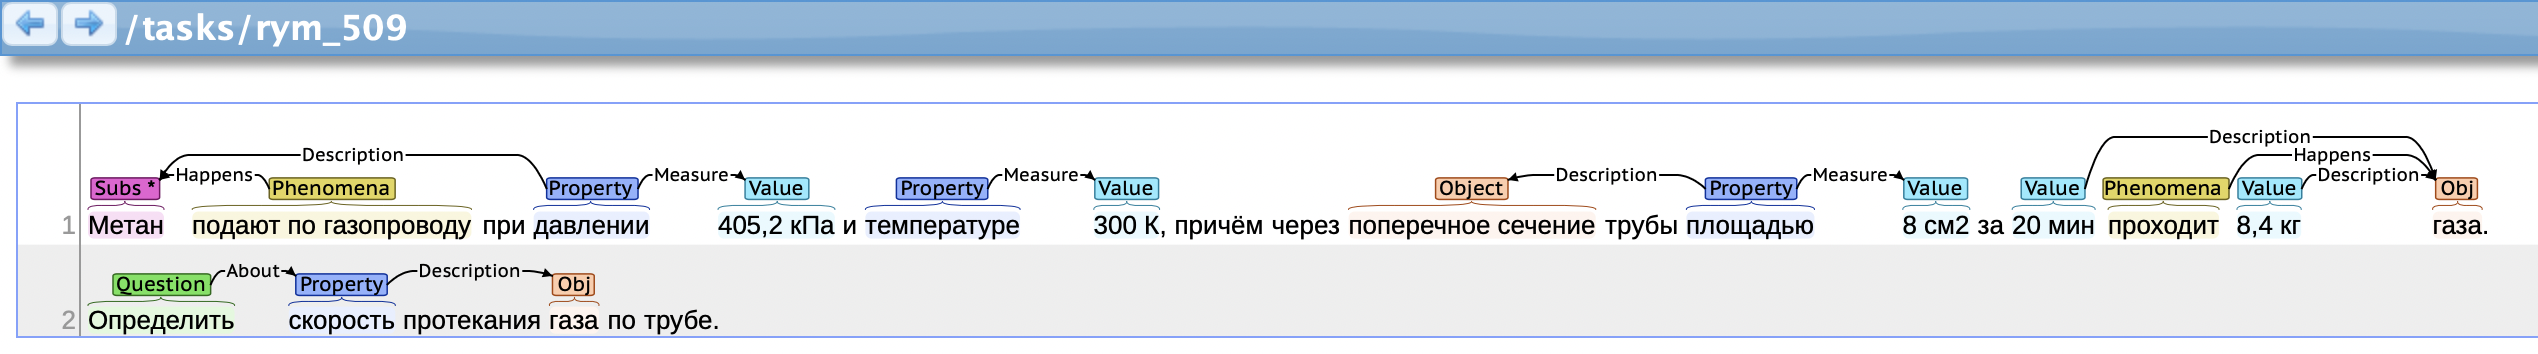 /tasks/rym_509
Description Description
Happens Measure Measure Description Measure Happens Description
Subs * Phenomena Property Value Property Value Object Property Value Value Phenomena Value Obj
1 Метан подают по газопроводу при давлении 405,2 кПа и температуре 300 К, причём через поперечное сечение трубы площадью 8 см2 за 20 мин проходит 8,4 кг газа.
About Description
Question Property Obj
2 Определить скорость протекания газа по трубе.